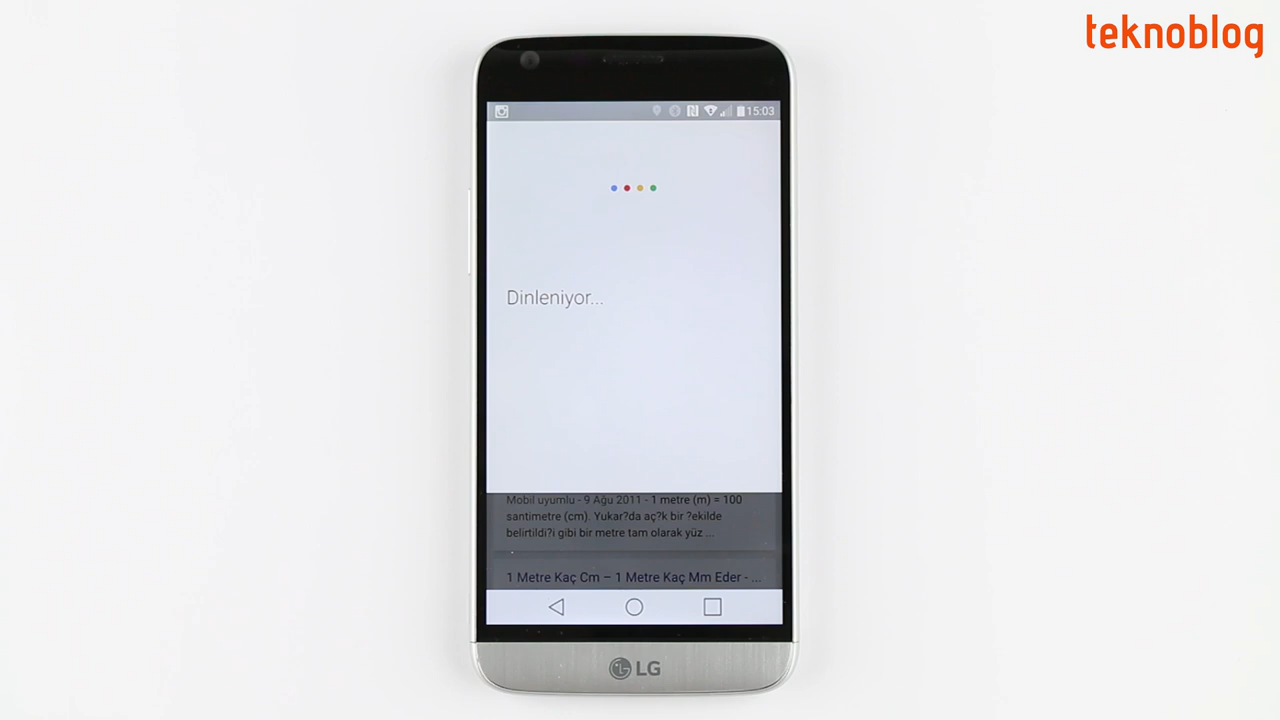 teknoblog
15:03
Dinleniyor...
Mobil uyumlu - 9 Ağu 2011 - 1 metre (m) = 100
santimetre (cm). Yukar?da aç?k bir ?ekilde
belirtildi?i gibi bir metre tam olarak yüz ...
1 Metre Kaç Cm – 1 Metre Kaç Mm Eder - ...
LG